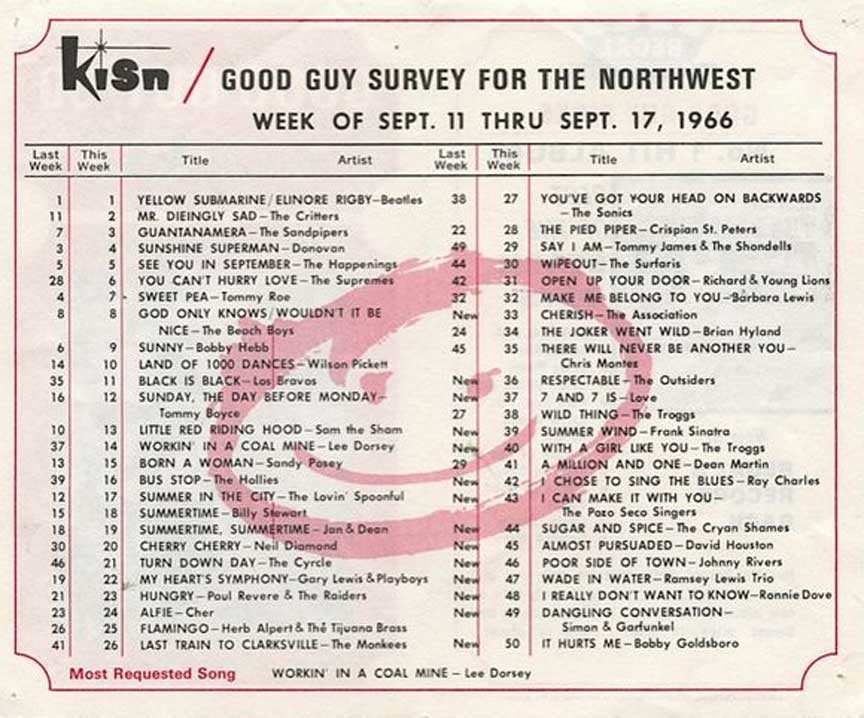 kisn / GOOD GUY SURVEY FOR THE NORTHWEST
WEEK OF SEPT. 11 THRU SEPT. 17, 1966
Last Week This Week Title Artist
1 1 YELLOW SUBMARINE/ELINORE RIGBY—Beatles
11 2 MR. DIEINGLY SAD—The Critters
7 3 GUANTANAMERA—The Sandpipers
3 4 SUNSHINE SUPERMAN—Donovan
5 5 SEE YOU IN SEPTEMBER—The Happenings
28 6 YOU CAN'T HURRY LOVE—The Supremes
4 7 SWEET PEA—Tommy Roe
8 8 GOD ONLY KNOWS/WOULDN'T IT BE
NICE—The Beach Boys
6 9 SUNNY—Bobby Hebb
14 10 LAND OF 1000 DANCES—Wilson Pickett
35 11 BLACK IS BLACK—Los Bravos
16 12 SUNDAY, THE DAY BEFORE MONDAY—
Tommy Boyce
10 13 LITTLE RED RIDING HOOD—Sam the Sham
37 14 WORKIN' IN A COAL MINE—Lee Dorsey
13 15 BORN A WOMAN—Sandy Posey
39 16 BUS STOP—The Hollies
12 17 SUMMER IN THE CITY—The Lovin' Spoonful
15 18 SUMMERTIME—Billy Stewart
18 19 SUMMERTIME, SUMMERTIME—Jan & Dean
30 20 CHERRY CHERRY—Neil Diamond
46 21 TURN DOWN DAY—The Cyrcle
19 22 MY HEART'S SYMPHONY—Gary Lewis & Playboys
21 23 HUNGRY—Paul Revere & The Raiders
23 24 ALFIE—Cher
26 25 FLAMINGO—Herb Alpert & The Tijuana Brass
41 26 LAST TRAIN TO CLARKSVILLE—The Monkees
Last Week This Week Title Artist
38 27 YOU'VE GOT YOUR HEAD ON BACKWARDS
—The Sonics
22 28 THE PIED PIPER—Crispian St. Peters
49 29 SAY I AM—Tommy James & The Shondells
44 30 WIPEOUT—The Surfaris
42 31 OPEN UP YOUR DOOR—Richard & Young Lions
32 32 MAKE ME BELONG TO YOU—Barbara Lewis
New 33 CHERISH—The Association
24 34 THE JOKER WENT WILD—Brian Hyland
45 35 THERE WILL NEVER BE ANOTHER YOU—
Chris Montez
New 36 RESPECTABLE—The Outsiders
New 37 7 AND 7 IS—Love
27 38 WILD THING—The Troggs
New 39 SUMMER WIND—Frank Sinatra
New 40 WITH A GIRL LIKE YOU—The Troggs
29 41 A MILLION AND ONE—Dean Martin
New 42 I CHOSE TO SING THE BLUES—Ray Charles
New 43 I CAN MAKE IT WITH YOU—
The Pozo Seco Singers
New 44 SUGAR AND SPICE—The Cryan Shames
New 45 ALMOST PURSUADED—David Houston
New 46 POOR SIDE OF TOWN—Johnny Rivers
New 47 WADE IN WATER—Ramsey Lewis Trio
New 48 I REALLY DON'T WANT TO KNOW—Ronnie Dove
New 49 DANGLING CONVERSATION—
Simon & Garfunkel
New 50 IT HURTS ME—Bobby Goldsboro
Most Requested Song WORKIN' IN A COAL MINE — Lee Dorsey